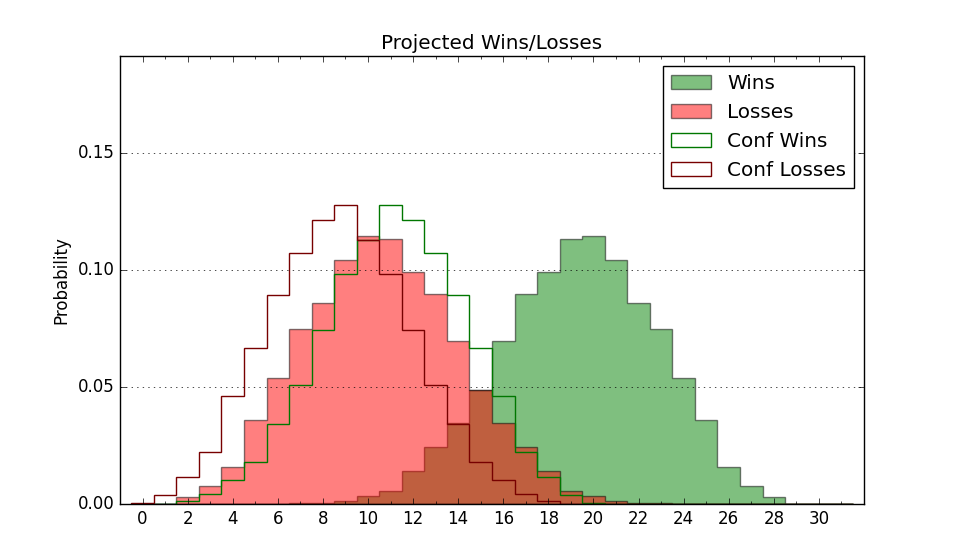 Projected Wins/Losses
Wins
Losses
Conf Wins
Conf Losses
Probability
0.15
0.10
0.05
0.00
0 2 4 6 8 10 12 14 16 18 20 22 24 26 28 30